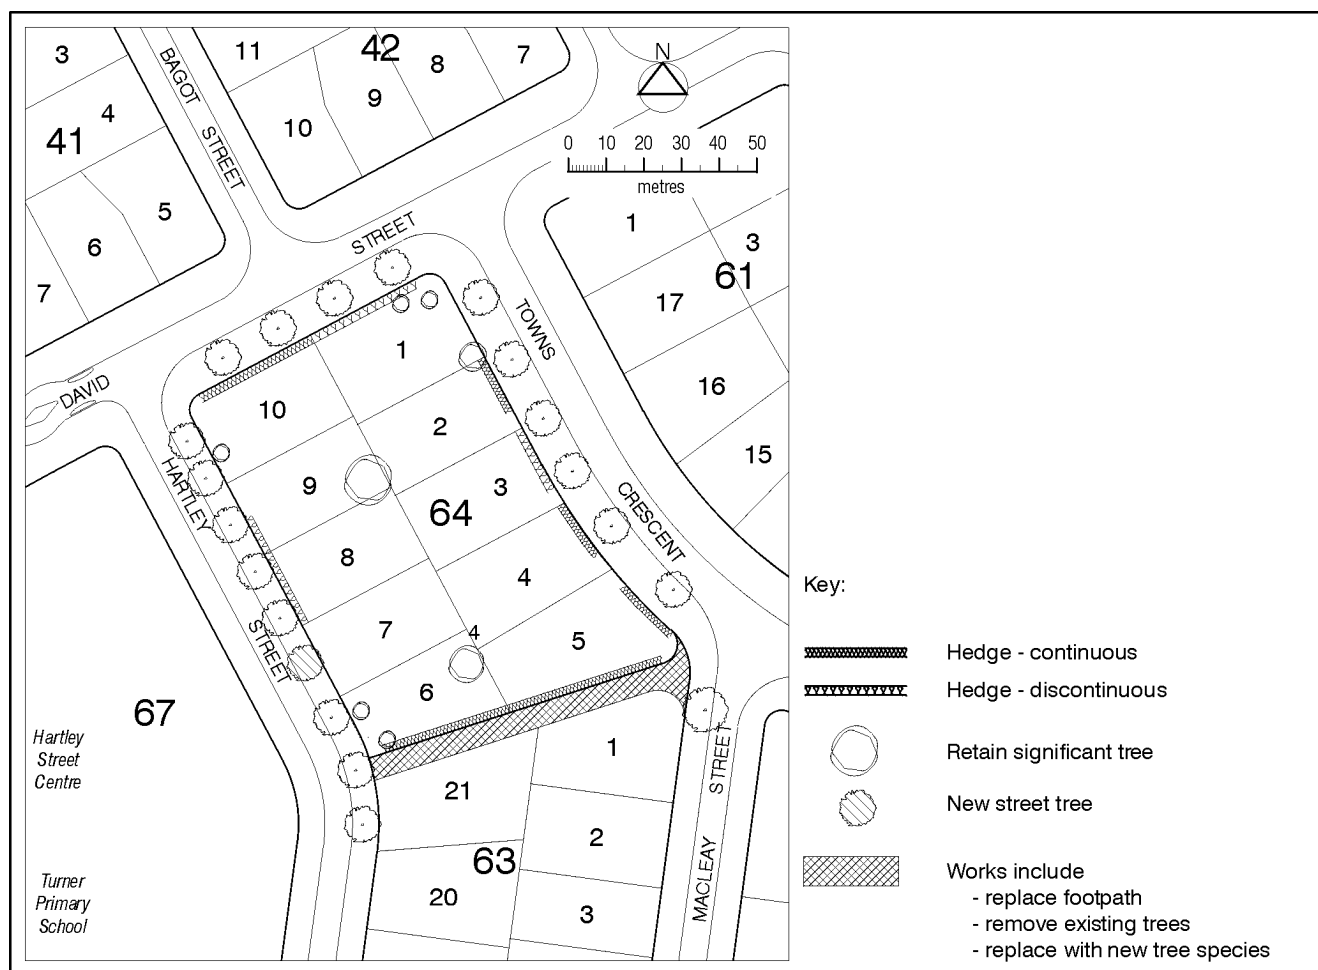 3
4
41
5
6
7
BAGOT
STREET
11
42
8
7
9
10
N
0 10 20 30 40 50
metres
STREET
DAVID
TOWNS
CRESCENT
1
3
61
17
16
15
1
10
2
9
3
64
8
4
7
4
5
6
HARTLEY
STREET
67
Hartley
Street
Centre
Turner
Primary
School
21
1
2
63
20
3
MACLEAY
STREET
Key:
Hedge - continuous
Hedge - discontinuous
Retain significant tree
New street tree
Works include
- replace footpath
- remove existing trees
- replace with new tree species